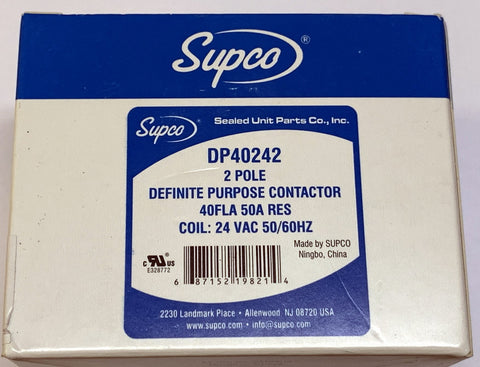 Supco®
Supco® Sealed Unit Parts Co., Inc.
DP40242
2 POLE
DEFINITE PURPOSE CONTACTOR
40FLA 50A RES
COIL: 24 VAC 50/60HZ
Made by SUPCO
Ningbo, China
c RU US
E328772
6 87152 19821 4
2230 Landmark Place • Allenwood, NJ 08720 USA
www.supco.com • info@supco.com